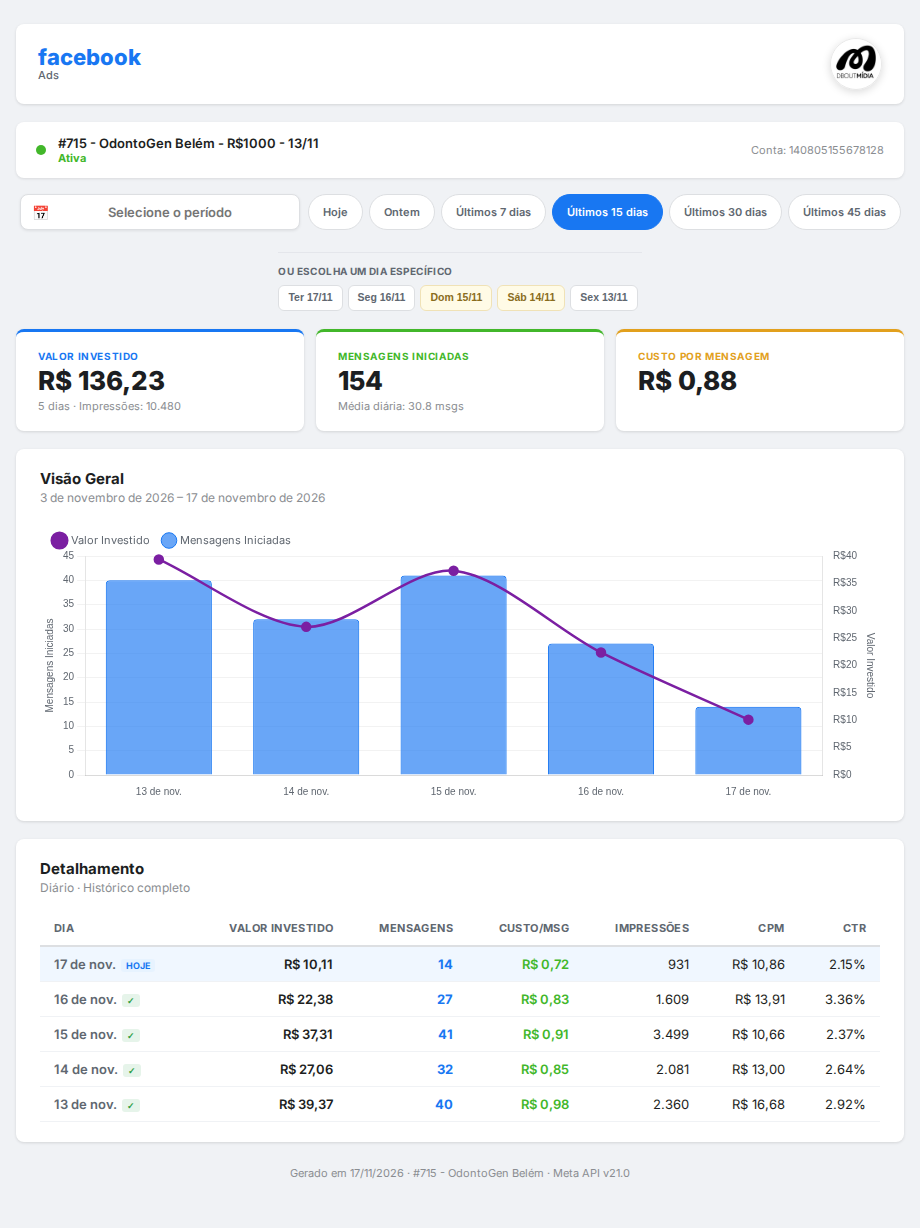 facebook
Ads
DBOUTMÍDIA
#715 - OdontoGen Belém - R$1000 - 13/11
Ativa
Conta: 140805155678128
Selecione o período
Hoje
Ontem
Últimos 7 dias
Últimos 15 dias
Últimos 30 dias
Últimos 45 dias
OU ESCOLHA UM DIA ESPECÍFICO
Ter 17/11
Seg 16/11
Dom 15/11
Sáb 14/11
Sex 13/11
VALOR INVESTIDO
R$ 136,23
5 dias · Impressões: 10.480
MENSAGENS INICIADAS
154
Média diária: 30.8 msgs
CUSTO POR MENSAGEM
R$ 0,88
Visão Geral
3 de novembro de 2026 – 17 de novembro de 2026
Valor Investido
Mensagens Iniciadas
45
40
35
30
25
20
15
10
5
0
Mensagens Iniciadas
R$40
R$35
R$30
R$25
R$20
R$15
R$10
R$5
R$0
Valor Investido
13 de nov.
14 de nov.
15 de nov.
16 de nov.
17 de nov.
Detalhamento
Diário · Histórico completo
DIA VALOR INVESTIDO MENSAGENS CUSTO/MSG IMPRESSÕES CPM CTR
17 de nov. HOJE R$ 10,11 14 R$ 0,72 931 R$ 10,86 2.15%
16 de nov. ✓ R$ 22,38 27 R$ 0,83 1.609 R$ 13,91 3.36%
15 de nov. ✓ R$ 37,31 41 R$ 0,91 3.499 R$ 10,66 2.37%
14 de nov. ✓ R$ 27,06 32 R$ 0,85 2.081 R$ 13,00 2.64%
13 de nov. ✓ R$ 39,37 40 R$ 0,98 2.360 R$ 16,68 2.92%
Gerado em 17/11/2026 · #715 - OdontoGen Belém · Meta API v21.0